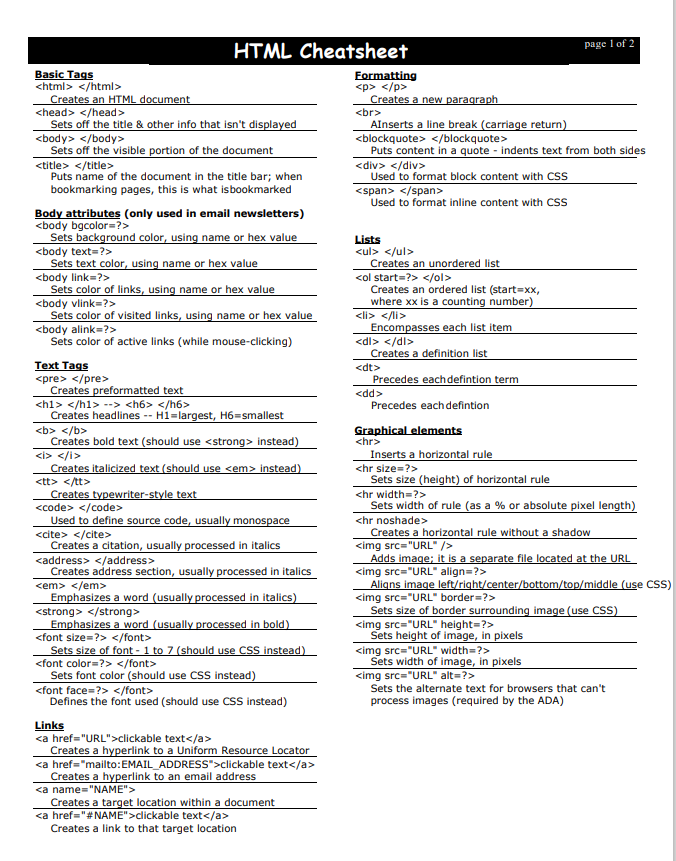 HTML Cheatsheet
page 1 of 2
Basic Tags
<html> </html>
Creates an HTML document
<head> </head>
Sets off the title & other info that isn't displayed
<body> </body>
Sets off the visible portion of the document
<title> </title>
Puts name of the document in the title bar; when
bookmarking pages, this is what isbookmarked
Body attributes (only used in email newsletters)
<body bgcolor=?>
Sets background color, using name or hex value
<body text=?>
Sets text color, using name or hex value
<body link=?>
Sets color of links, using name or hex value
<body vlink=?>
Sets color of visited links, using name or hex value
<body alink=?>
Sets color of active links (while mouse-clicking)
Text Tags
<pre> </pre>
Creates preformatted text
<h1> </h1> --> <h6> </h6>
Creates headlines -- H1=largest, H6=smallest
<b> </b>
Creates bold text (should use <strong> instead)
<i> </i>
Creates italicized text (should use <em> instead)
<tt> </tt>
Creates typewriter-style text
<code> </code>
Used to define source code, usually monospace
<cite> </cite>
Creates a citation, usually processed in italics
<address> </address>
Creates address section, usually processed in italics
<em> </em>
Emphasizes a word (usually processed in italics)
<strong> </strong>
Emphasizes a word (usually processed in bold)
<font size=?> </font>
Sets size of font - 1 to 7 (should use CSS instead)
<font color=?> </font>
Sets font color (should use CSS instead)
<font face=?> </font>
Defines the font used (should use CSS instead)
Links
<a href="URL">clickable text</a>
Creates a hyperlink to a Uniform Resource Locator
<a href="mailto:EMAIL_ADDRESS">clickable text</a>
Creates a hyperlink to an email address
<a name="NAME">
Creates a target location within a document
<a href="#NAME">clickable text</a>
Creates a link to that target location
Formatting
<p> </p>
Creates a new paragraph
<br>
AInserts a line break (carriage return)
<blockquote> </blockquote>
Puts content in a quote - indents text from both sides
<div> </div>
Used to format block content with CSS
<span> </span>
Used to format inline content with CSS
Lists
<ul> </ul>
Creates an unordered list
<ol start=?> </ol>
Creates an ordered list (start=xx,
where xx is a counting number)
<li> </li>
Encompasses each list item
<dl> </dl>
Creates a definition list
<dt>
Precedes each defintion term
<dd>
Precedes each defintion
Graphical elements
<hr>
Inserts a horizontal rule
<hr size=?>
Sets size (height) of horizontal rule
<hr width=?>
Sets width of rule (as a % or absolute pixel length)
<hr noshade>
Creates a horizontal rule without a shadow
<img src="URL" />
Adds image; it is a separate file located at the URL
<img src="URL" align=?>
Aligns image left/right/center/bottom/top/middle (use CSS)
<img src="URL" border=?>
Sets size of border surrounding image (use CSS)
<img src="URL" height=?>
Sets height of image, in pixels
<img src="URL" width=?>
Sets width of image, in pixels
<img src="URL" alt=?>
Sets the alternate text for browsers that can't
process images (required by the ADA)